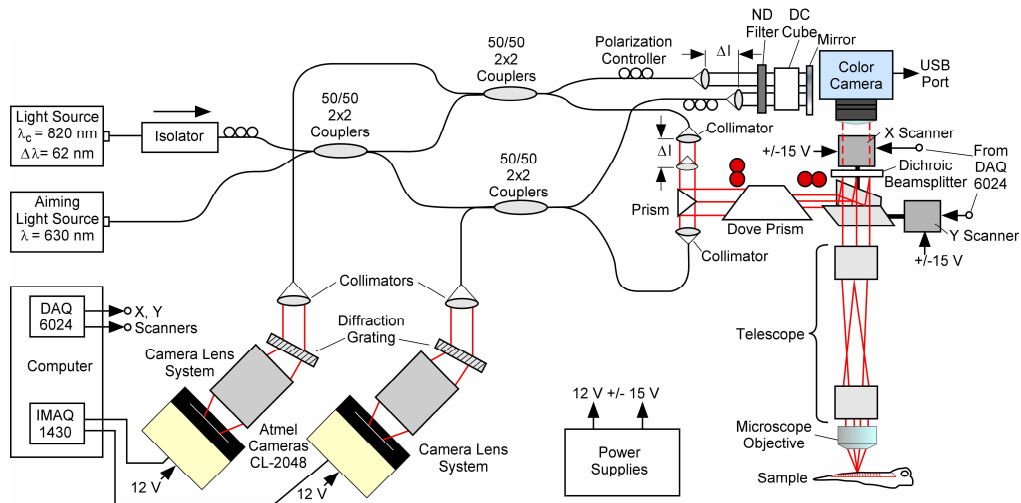 Light Source
λc = 820 nm
Δλ= 62 nm
Isolator
Aiming
Light Source
λ = 630 nm
50/50
2x2
Couplers
50/50
2x2
Couplers
50/50
2x2
Couplers
Polarization
Controller
Δl
ND
Filter
DC
Cube
Mirror
Color
Camera
USB
Port
X Scanner
+/-15 V
From
DAQ
6024
Dichroic
Beamsplitter
Y Scanner
+/-15 V
Collimator
Δl
Prism
Dove Prism
Collimator
Telescope
Microscope
Objective
Sample
Collimators
Diffraction
Grating
Camera Lens
System
Atmel
Cameras
CL-2048
Camera Lens
System
12 V
12 V
DAQ
6024
X, Y
Scanners
Computer
IMAQ
1430
12 V +/- 15 V
Power
Supplies